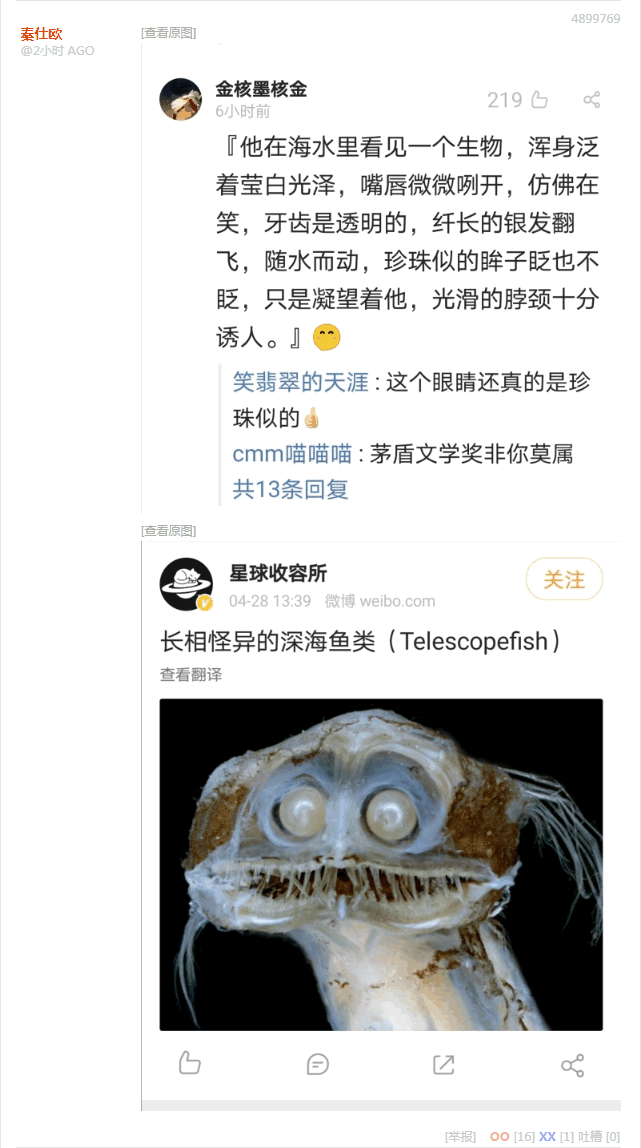 4899769
秦仕欧
@2小时 AGO
[查看原图]
金核墨核金
6小时前
219
『他在海水里看见一个生物，浑身泛
着莹白光泽，嘴唇微微咧开，仿佛在
笑，牙齿是透明的，纤长的银发翻
飞，随水而动，珍珠似的眸子眨也不
眨，只是凝望着他，光滑的脖颈十分
诱人。』
笑翡翠的天涯：这个眼睛还真的是珍
珠似的
cmm喵喵喵：茅盾文学奖非你莫属
共13条回复
[查看原图]
星球收容所
04-28 13:39 微博 weibo.com
关注
长相怪异的深海鱼类（Telescopefish）
查看翻译
[举报] OO [16] XX [1] 吐槽 [0]